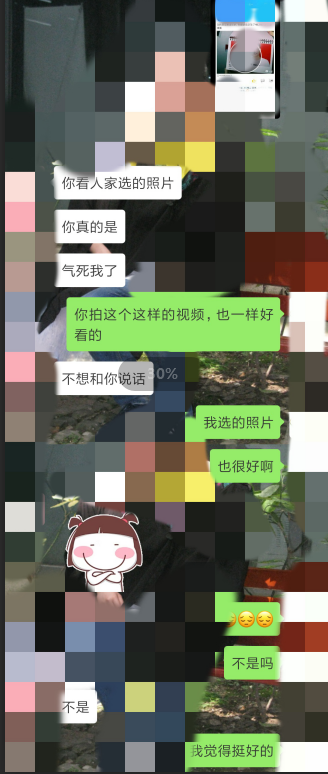 你看人家选的照片
你真的是
气死我了
你拍这个这样的视频，也一样好
看的
不想和你说话
30%
我选的照片
也很好啊
不是吗
不是
我觉得挺好的